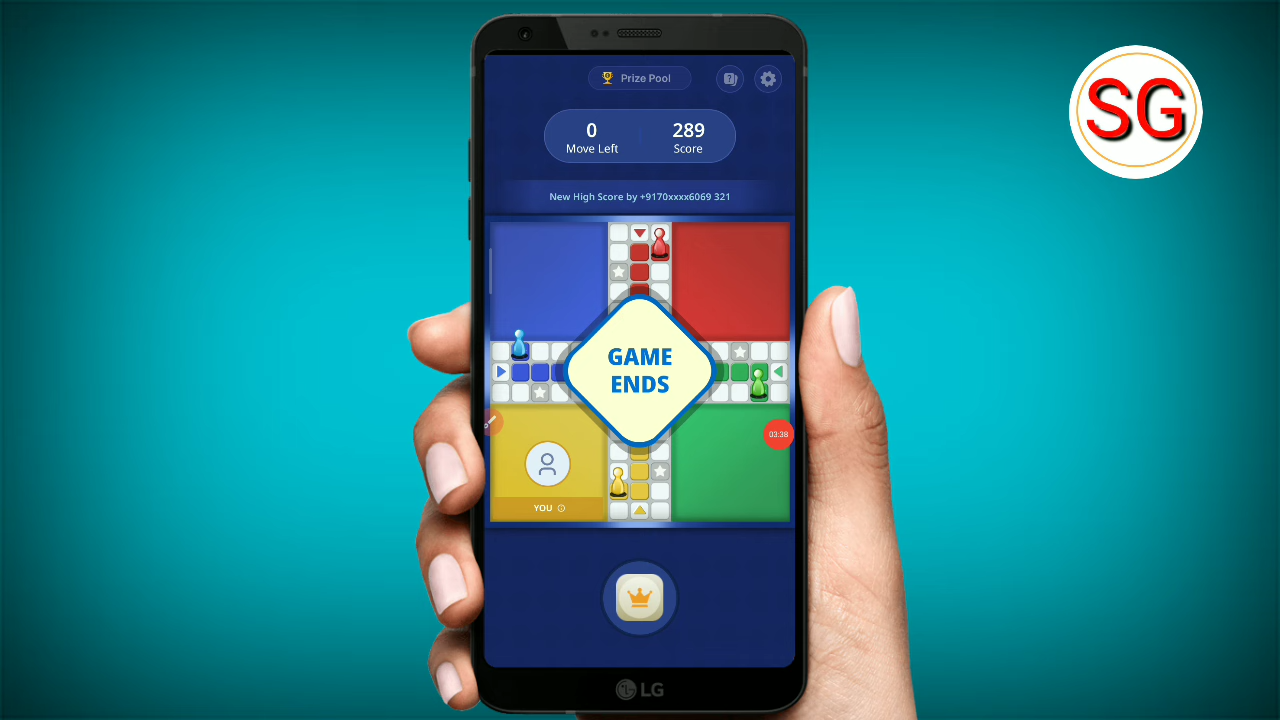 Prize Pool
0
Move Left
289
Score
New High Score by +9170xxxx6069 321
GAME
ENDS
03:38
YOU
LG
SG